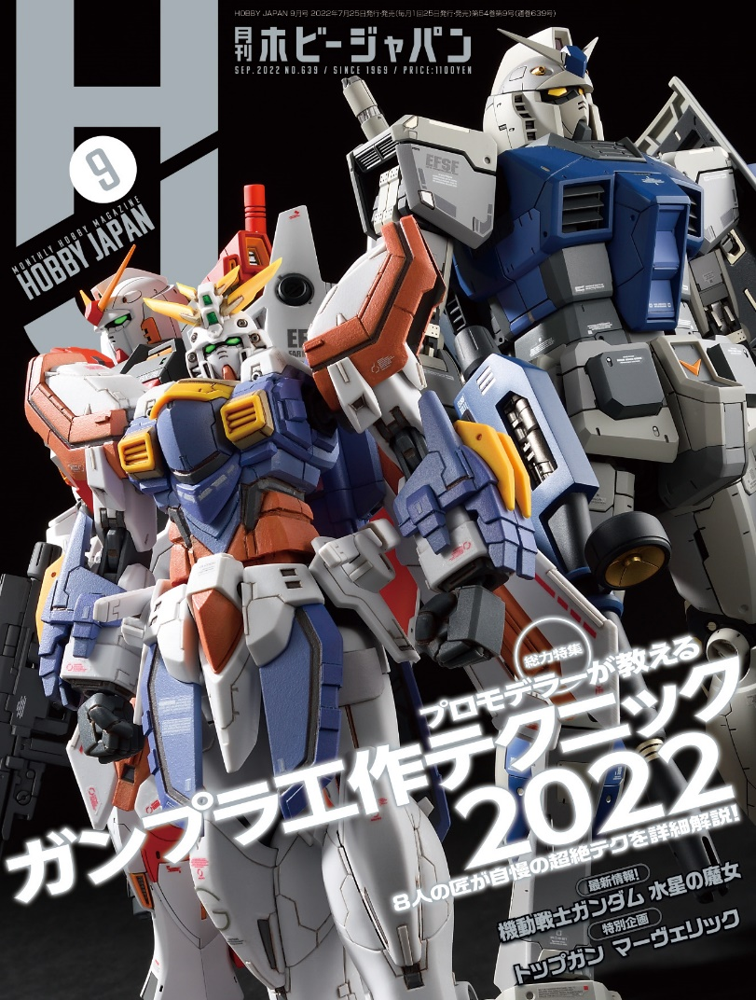 HOBBY JAPAN 9月号 2022年7月25日発行・発売(毎月1回25日発行・発売)第54巻第9号(通巻639号)
月刊 ホビージャパン
SEP.2022 NO.639 / SINCE 1969 / PRICE:1100YEN
HJ
9
MONTHLY HOBBY MAGAZINE
HOBBY JAPAN
EFSF
総力特集
プロモデラーが教える
ガンプラ工作テクニック
2022
8人の匠が自慢の超絶テクを詳細解説!
最新情報!
機動戦士ガンダム 水星の魔女
特別企画
トップガン マーヴェリック